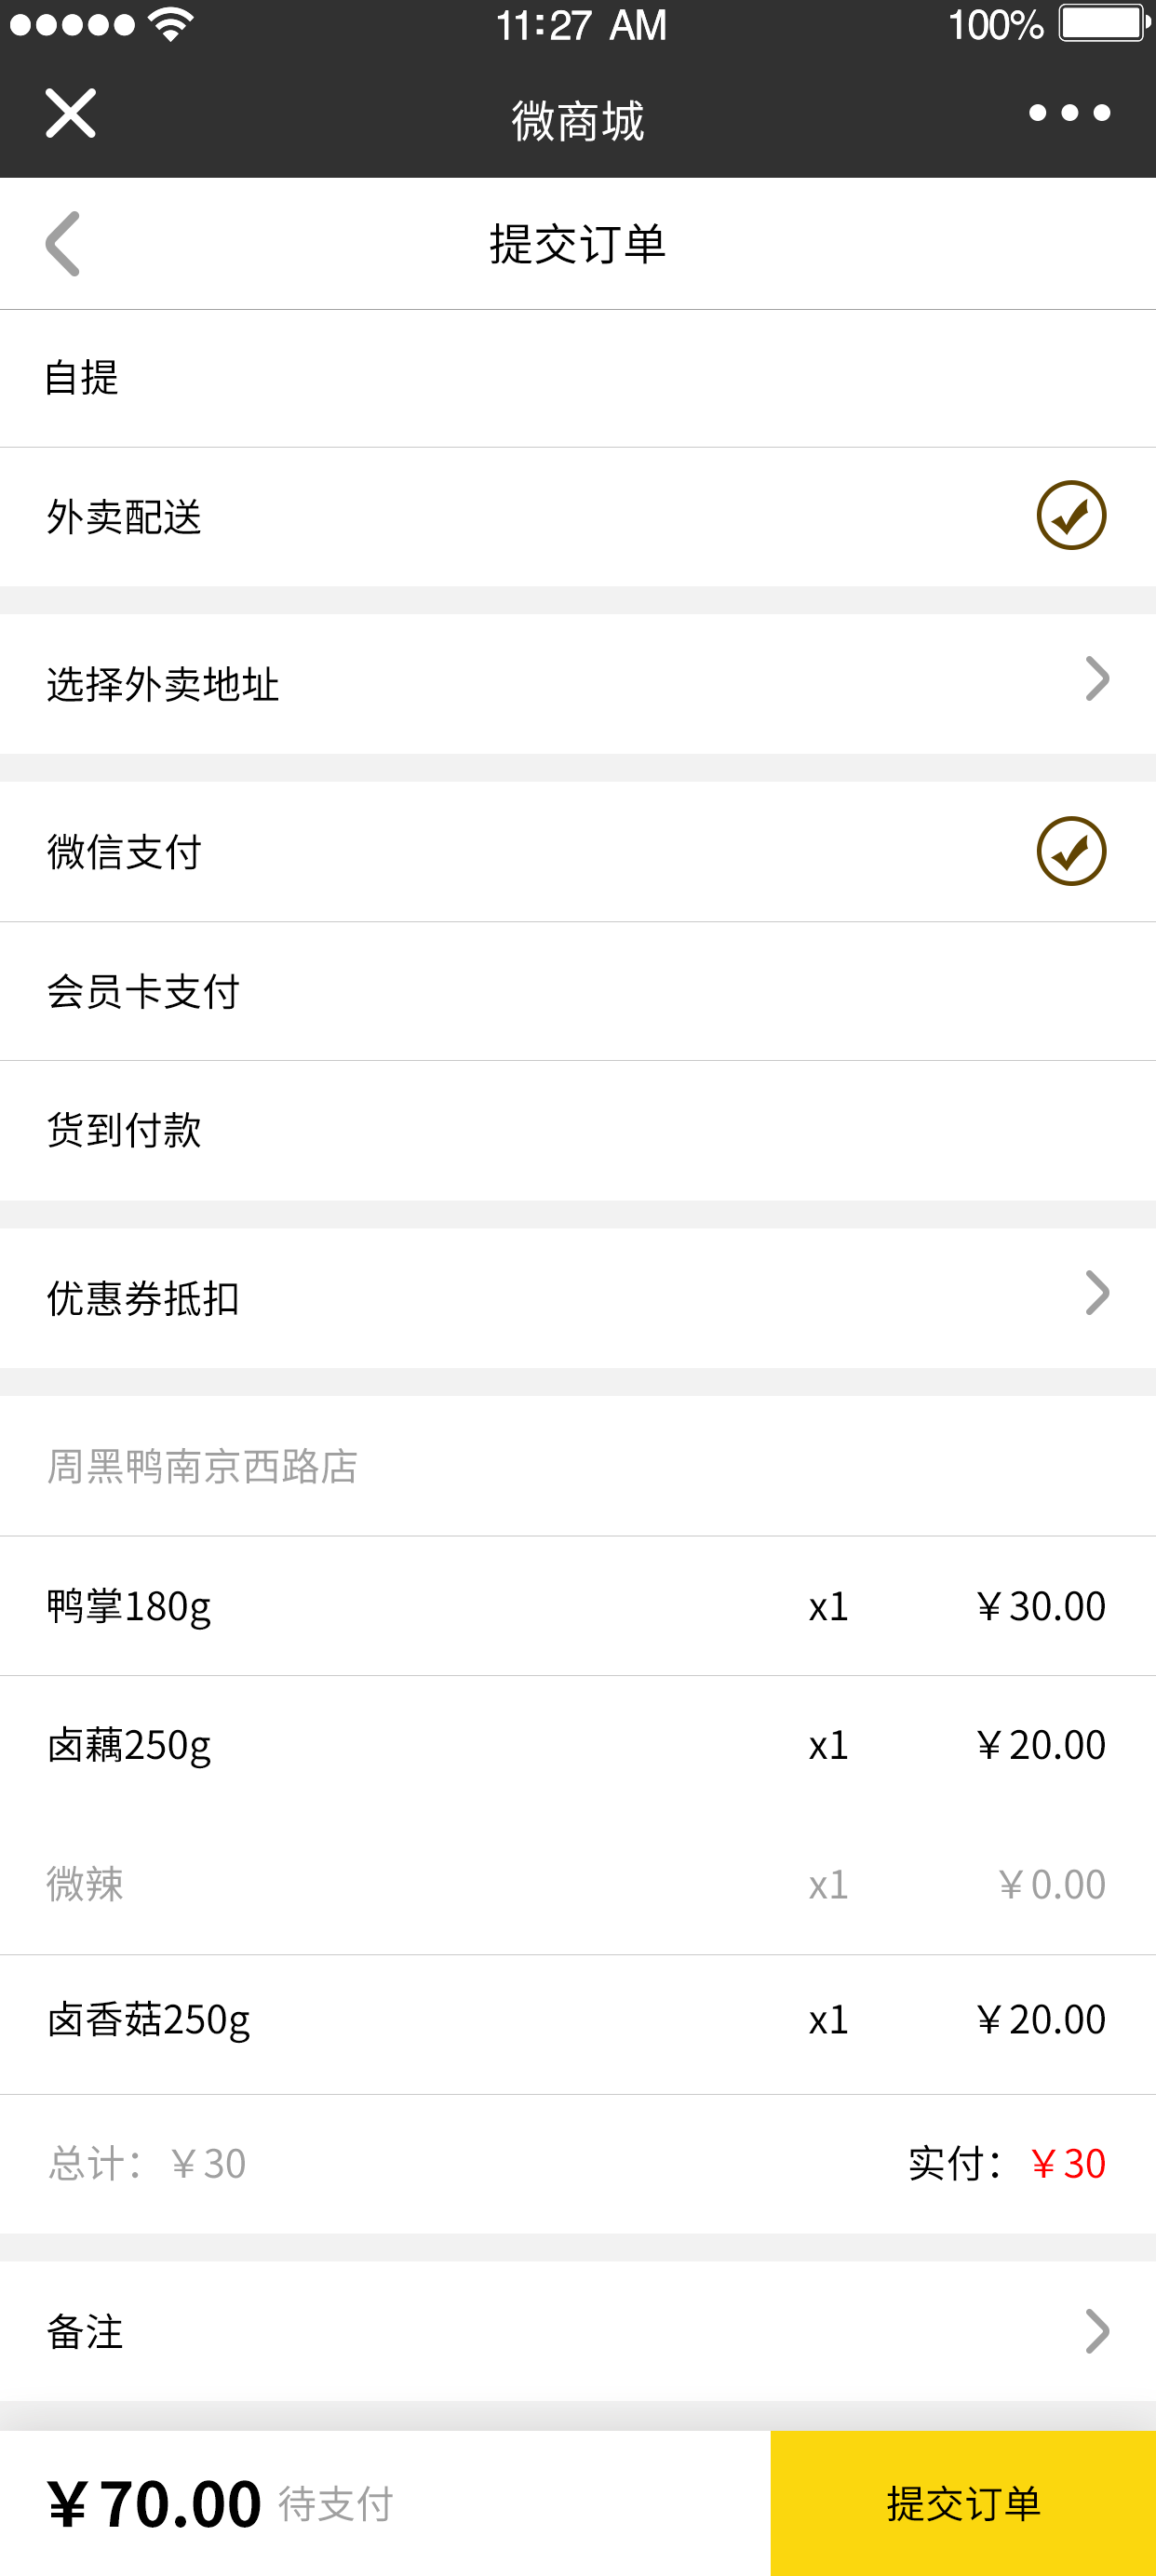 11:27 AM 100%
微商城
提交订单
自提
外卖配送
选择外卖地址
微信支付
会员卡支付
货到付款
优惠券抵扣
周黑鸭南京西路店
鸭掌180g x1 ￥30.00
卤藕250g x1 ￥20.00
微辣 x1 ￥0.00
卤香菇250g x1 ￥20.00
总计：￥30 实付：￥30
备注
￥70.00 待支付 提交订单